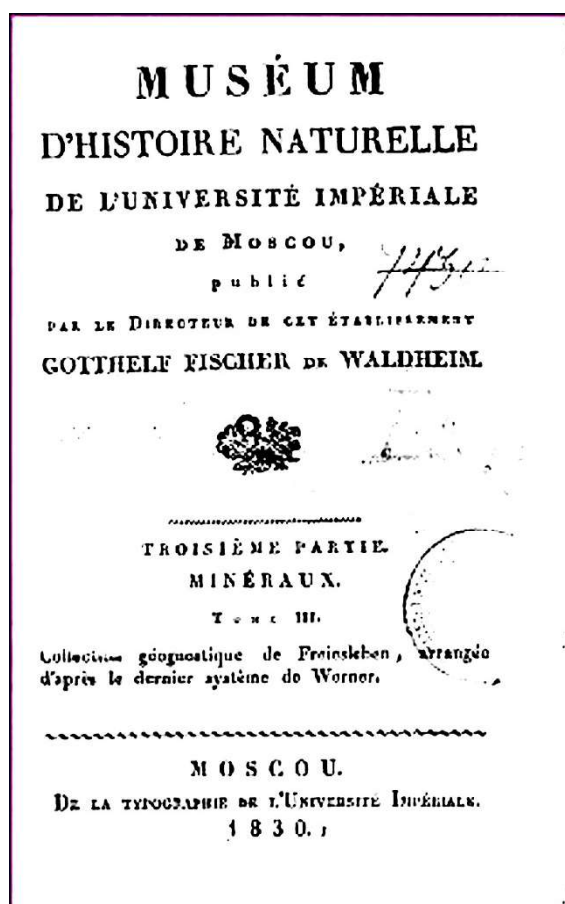 MUSÉUM
D'HISTOIRE NATURELLE
DE L'UNIVERSITÉ IMPÉRIALE
DE MOSCOU,
publié
PAR LE DIRECTEUR DE CET ÉTABLISSEMENT
GOTTHELF FISCHER DE WALDHEIM.
TROISIÈME PARTIE.
MINÉRAUX.
Tome III.
Collection géognostique de Freiesleben, arrangée
d'après le dernier système de Werner.
MOSCOU.
DE LA TYPOGRAPHIE DE L'UNIVERSITÉ IMPÉRIALE.
1830.